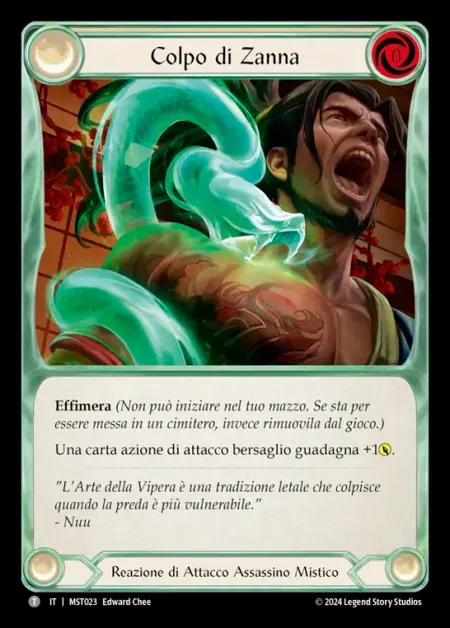 Colpo di Zanna
0
Effimera (Non può iniziare nel tuo mazzo. Se sta per
essere messa in un cimitero, invece rimuovila dal gioco.)
Una carta azione di attacco bersaglio guadagna +1.
"L'Arte della Vipera è una tradizione letale che colpisce
quando la preda è più vulnerabile."
- Nuu
Reazione di Attacco Assassino Mistico
T IT | MST023 Edward Chee © 2024 Legend Story Studios